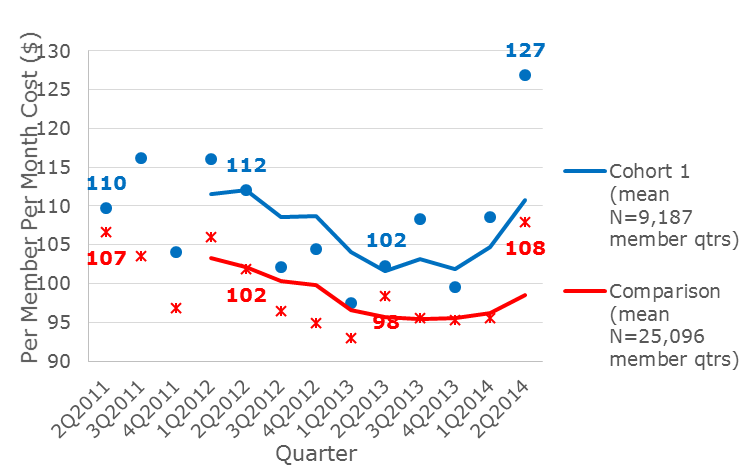 Per Member Per Month Cost ($)
130
125
120
115
110
105
100
95
90
110
107
112
102
102
98
127
108
2Q2011
3Q2011
4Q2011
1Q2012
2Q2012
3Q2012
4Q2012
1Q2013
2Q2013
3Q2013
4Q2013
1Q2014
2Q2014
Quarter
Cohort 1
(mean
N=9,187
member qtrs)
Comparison
(mean
N=25,096
member qtrs)